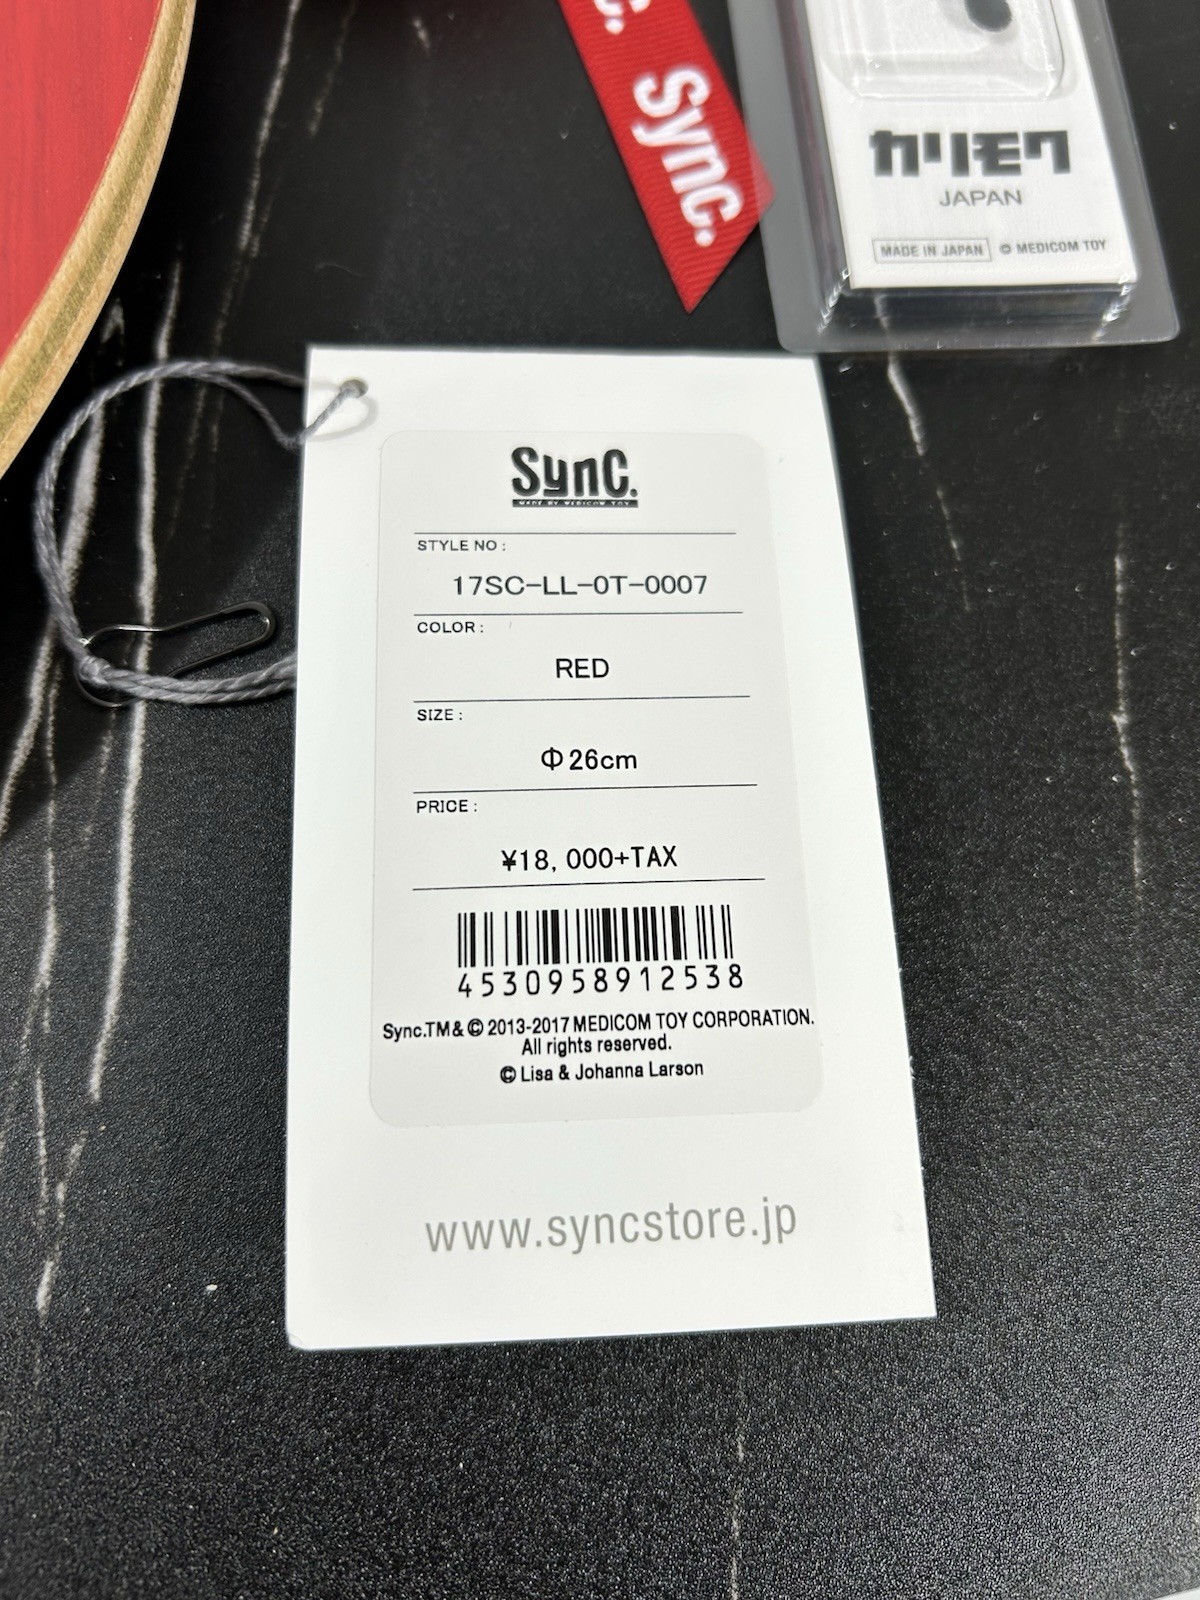 C.
Sync.
カリモク
JAPAN
MADE IN JAPAN © MEDICOM TOY
Sync.
MADE BY MEDICOM TOY
STYLE NO :
17SC-LL-0T-0007
COLOR :
RED
SIZE :
Φ26cm
PRICE :
¥18, 000+TAX
4530958912538
Sync.TM & © 2013-2017 MEDICOM TOY CORPORATION.
All rights reserved.
© Lisa & Johanna Larson
www.syncstore.jp